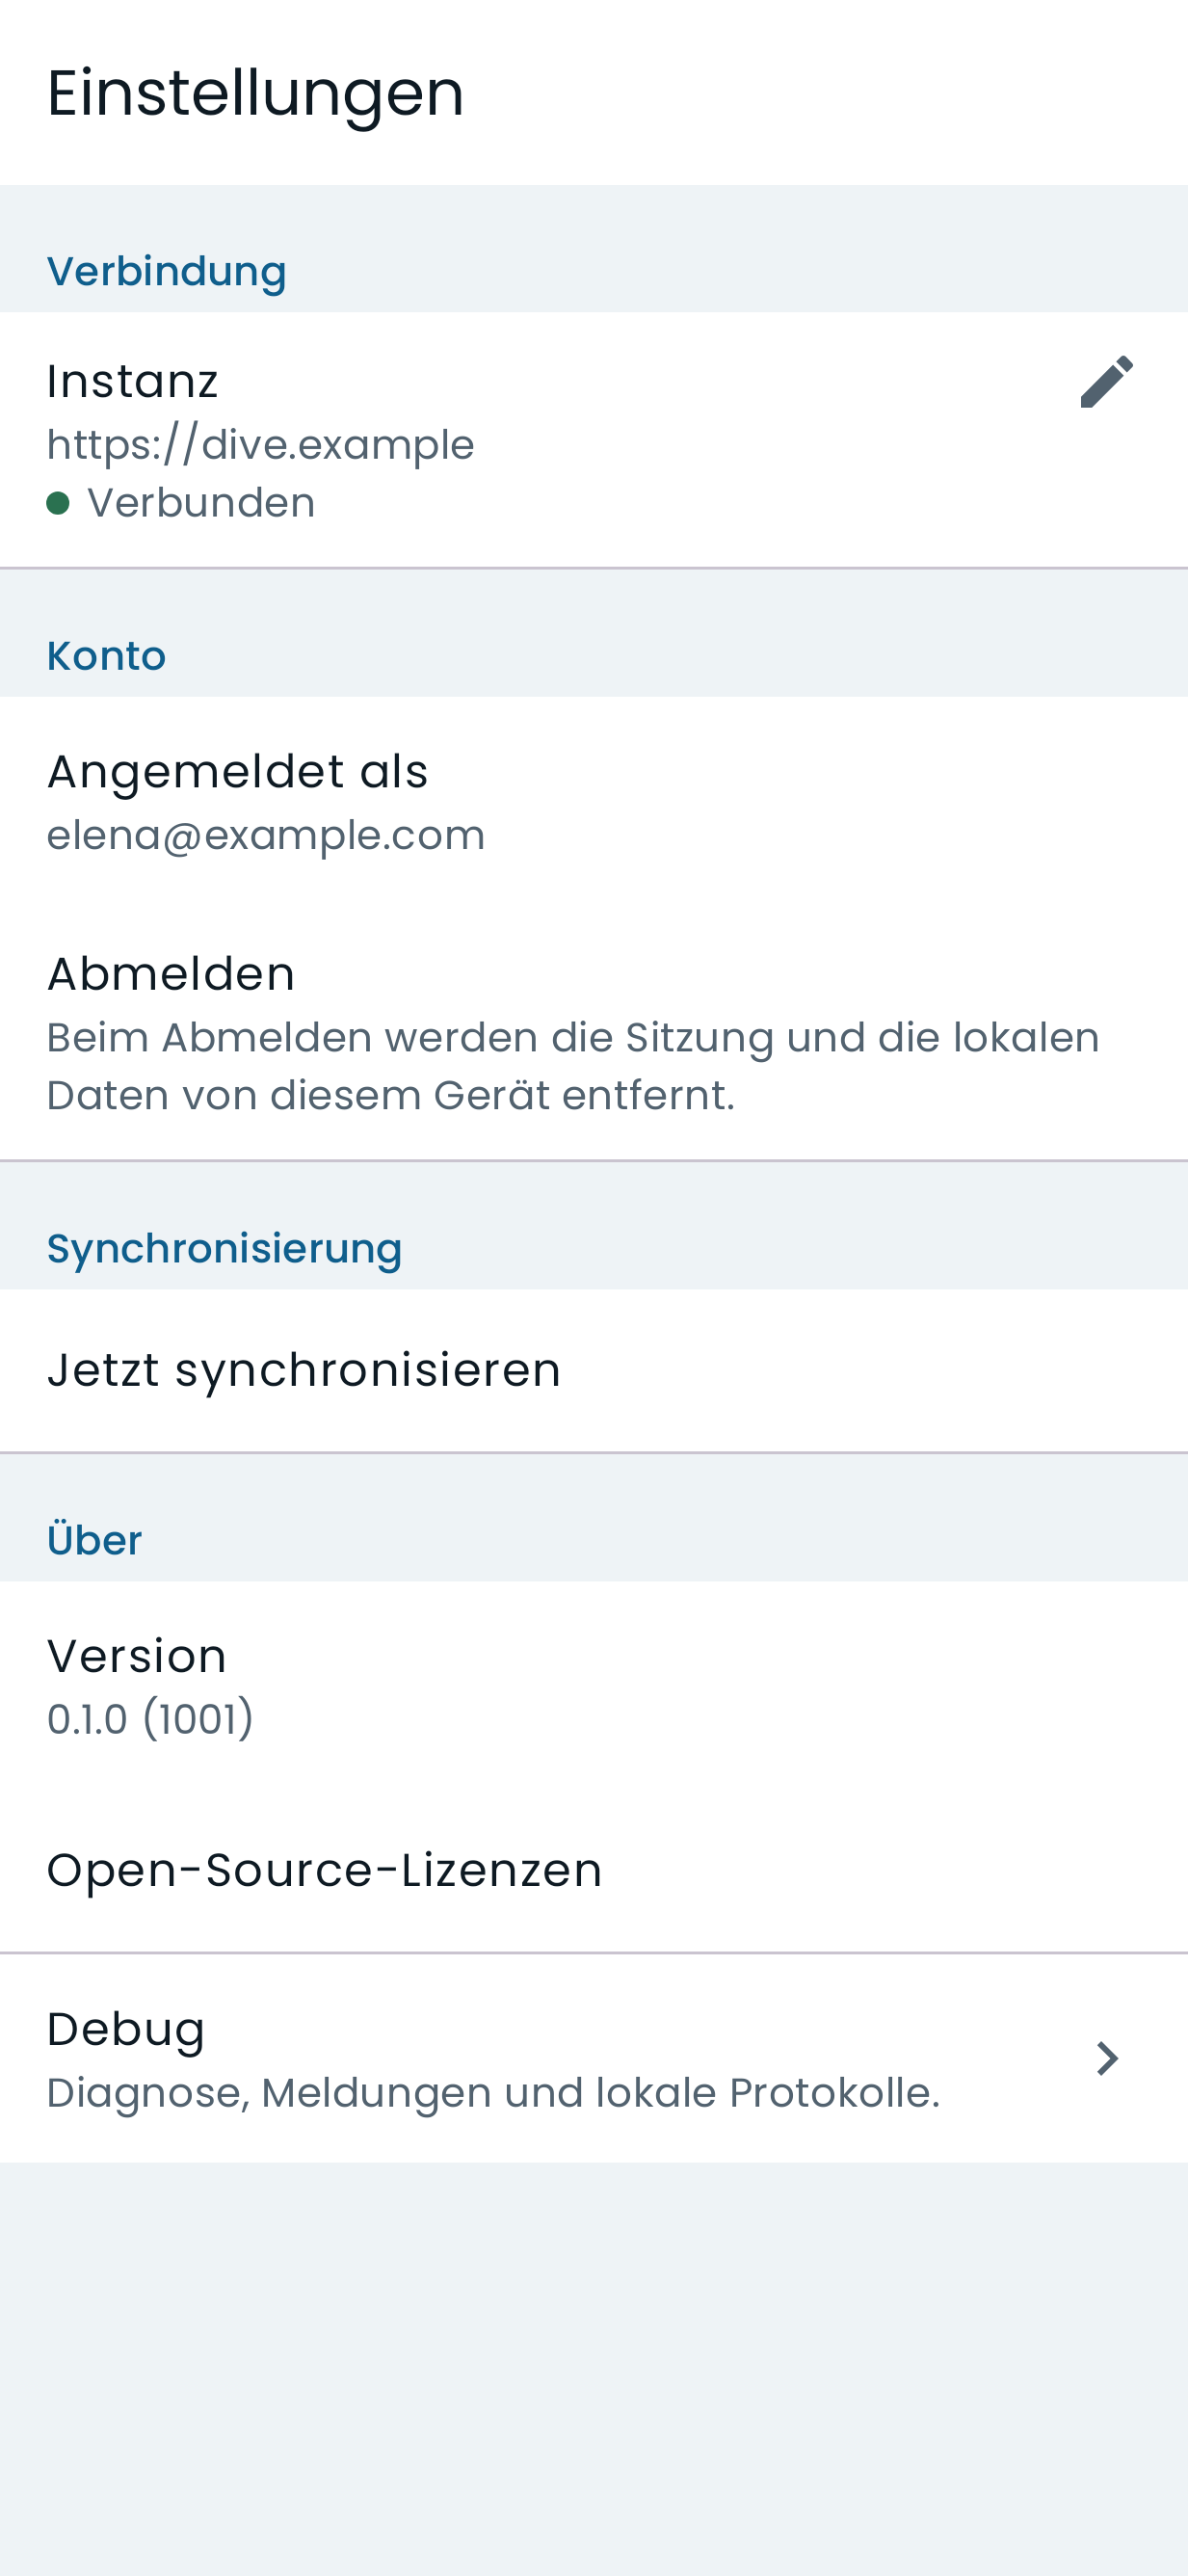 Einstellungen
Verbindung
Instanz
https://dive.example
Verbunden
Konto
Angemeldet als
elena@example.com
Abmelden
Beim Abmelden werden die Sitzung und die lokalen
Daten von diesem Gerät entfernt.
Synchronisierung
Jetzt synchronisieren
Über
Version
0.1.0 (1001)
Open-Source-Lizenzen
Debug
Diagnose, Meldungen und lokale Protokolle.